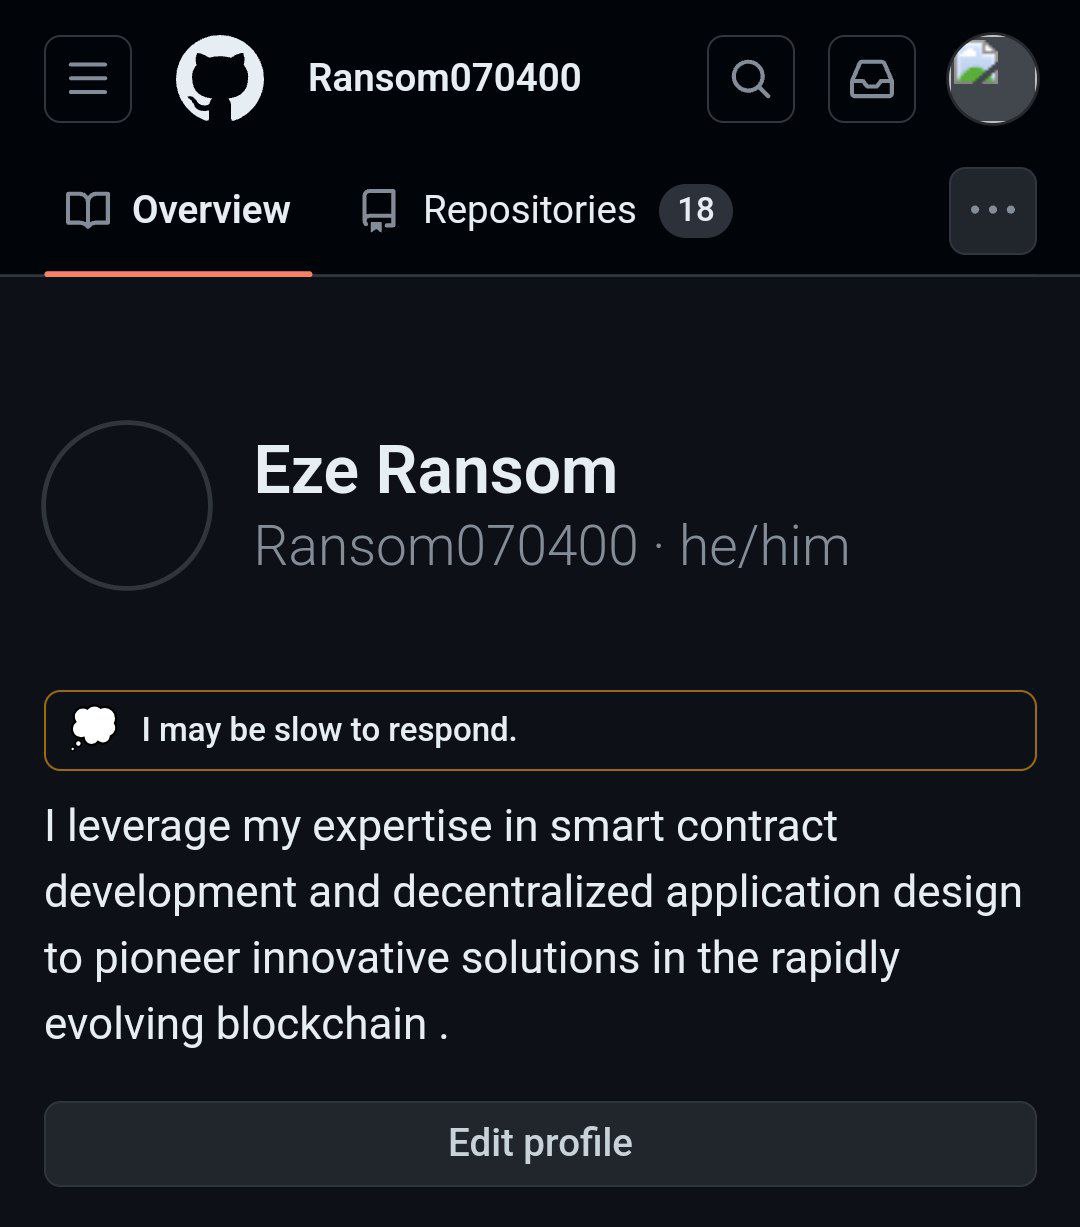 Ransom070400
Overview
Repositories 18
Eze Ransom
Ransom070400 · he/him
I may be slow to respond.
I leverage my expertise in smart contract
development and decentralized application design
to pioneer innovative solutions in the rapidly
evolving blockchain .
Edit profile